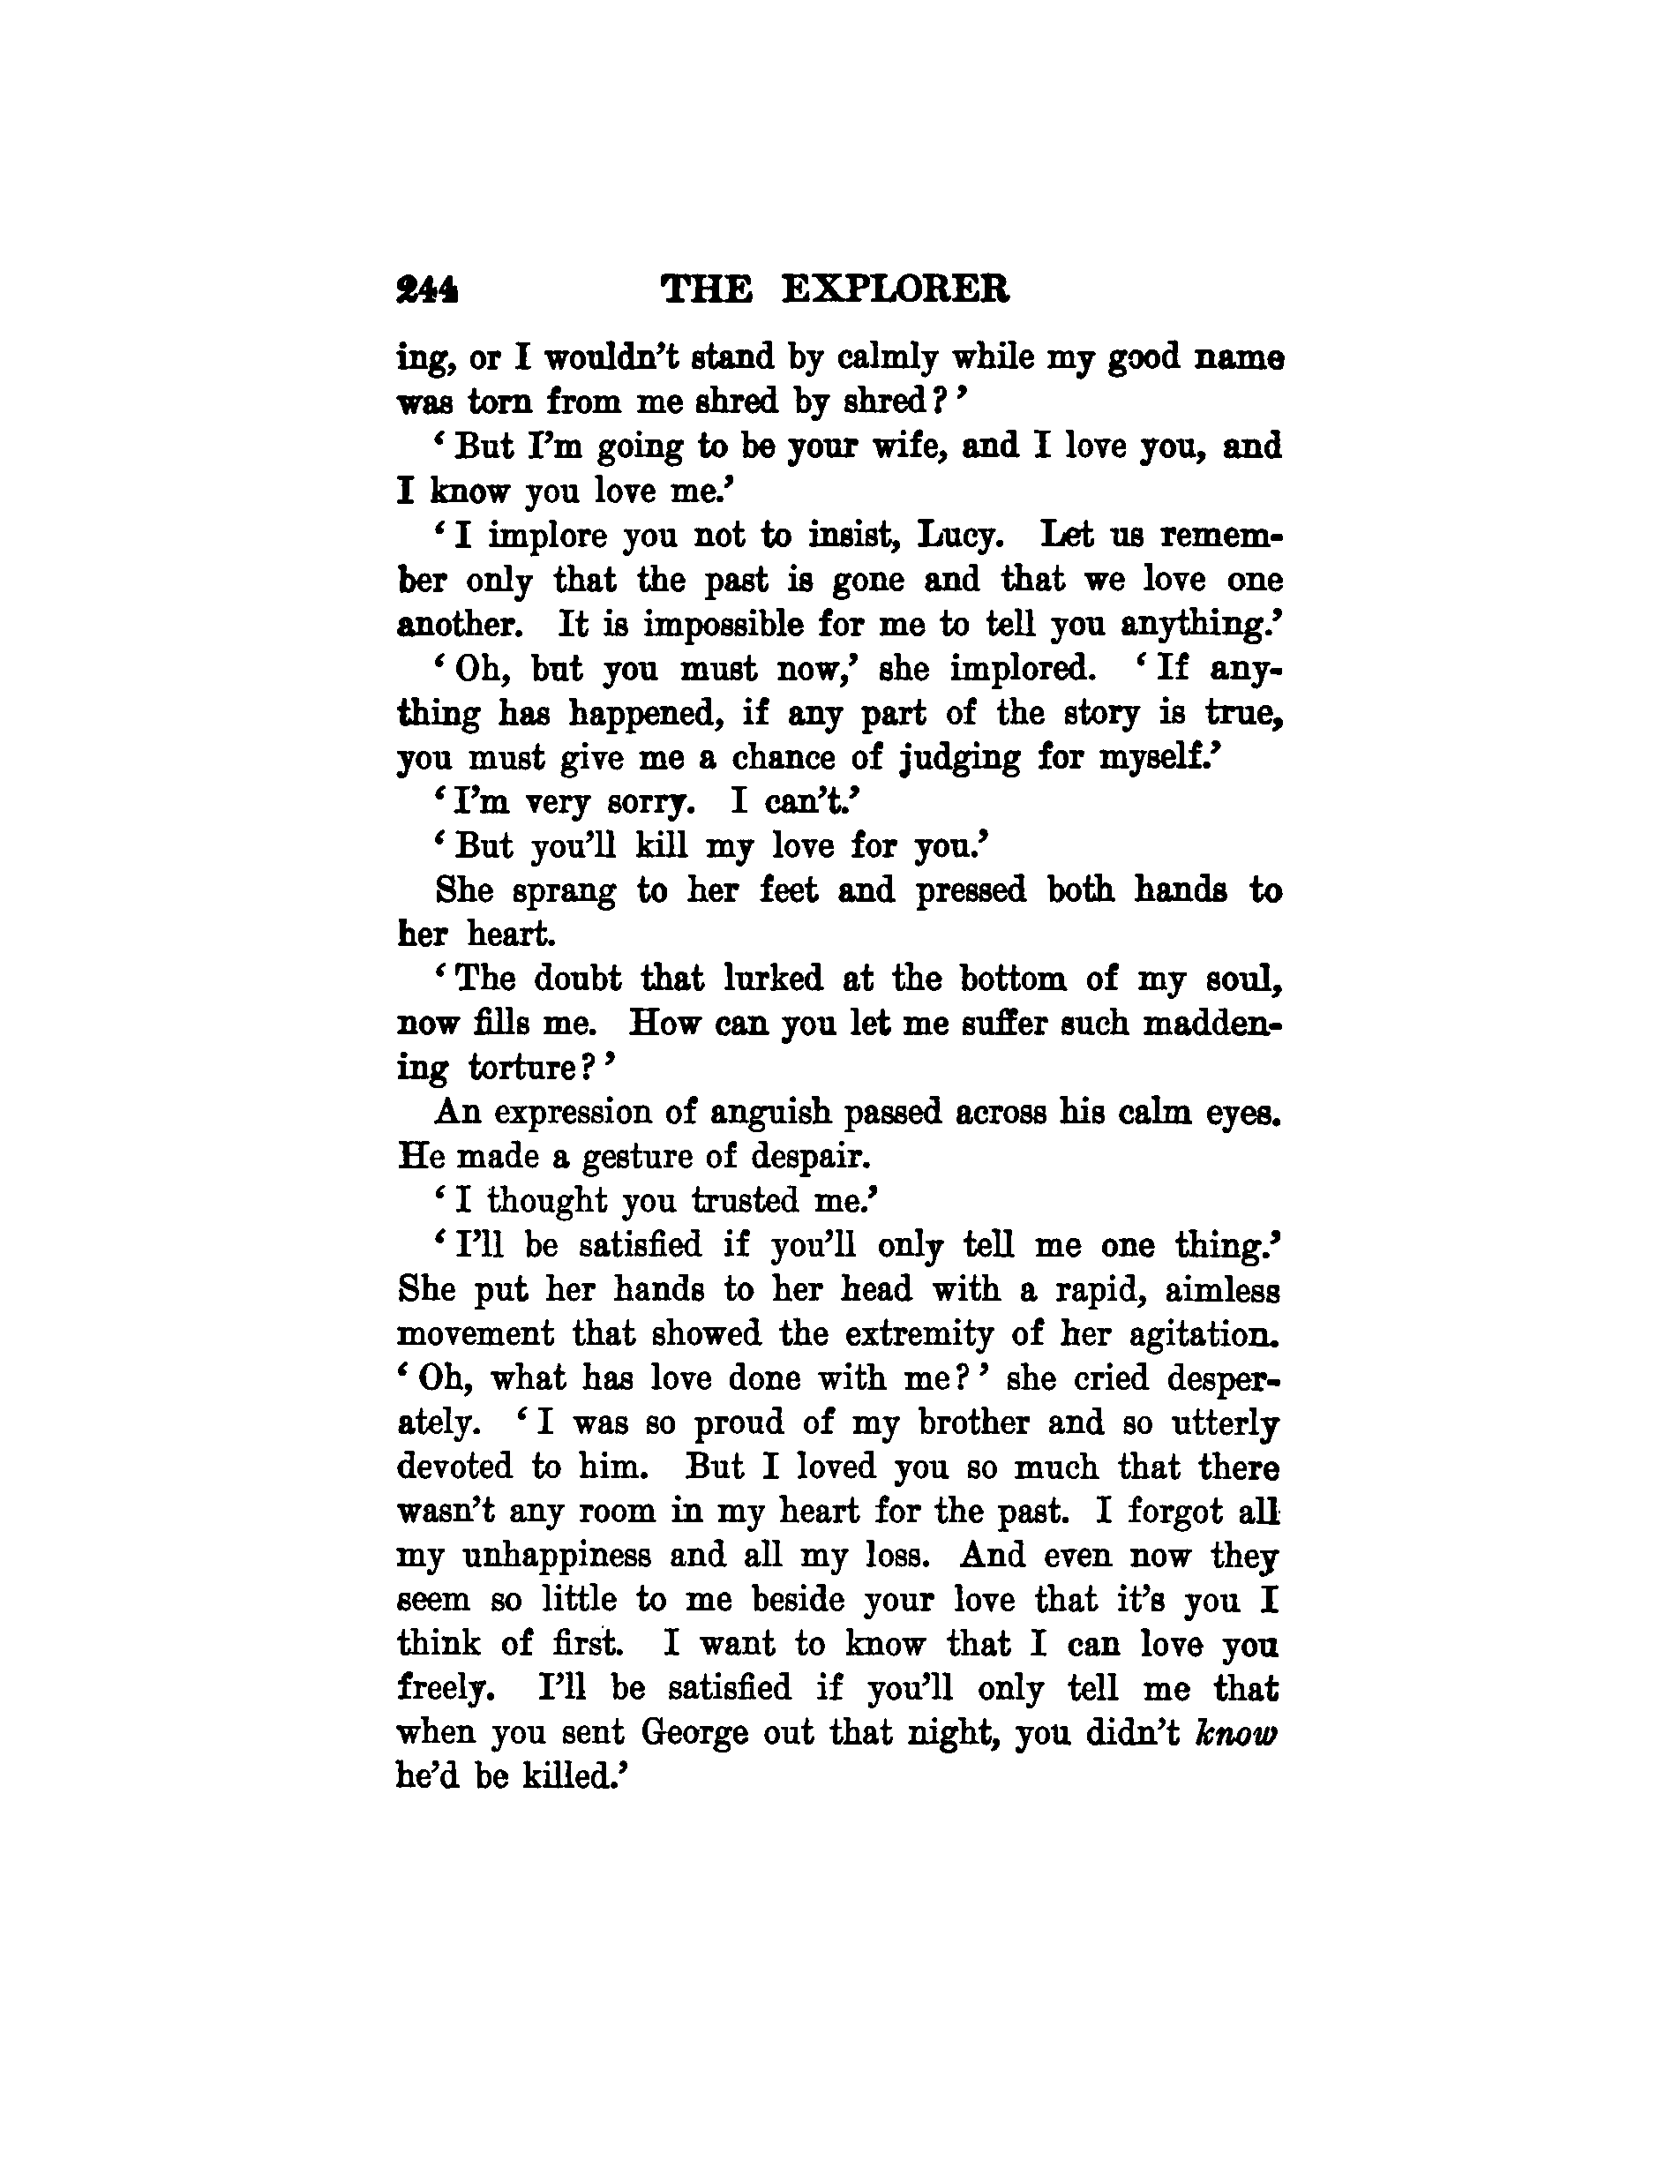 244 THE EXPLORER
ing, or I wouldn't stand by calmly while my good name
was torn from me shred by shred?'
'But I'm going to be your wife, and I love you, and
I know you love me.'
'I implore you not to insist, Lucy. Let us remem-
ber only that the past is gone and that we love one
another. It is impossible for me to tell you anything.'
'Oh, but you must now,' she implored. 'If any-
thing has happened, if any part of the story is true,
you must give me a chance of judging for myself.'
'I'm very sorry. I can't.'
'But you'll kill my love for you.'
She sprang to her feet and pressed both hands to
her heart.
'The doubt that lurked at the bottom of my soul,
now fills me. How can you let me suffer such madden-
ing torture?'
An expression of anguish passed across his calm eyes.
He made a gesture of despair.
'I thought you trusted me.'
'I'll be satisfied if you'll only tell me one thing.'
She put her hands to her head with a rapid, aimless
movement that showed the extremity of her agitation.
'Oh, what has love done with me?' she cried desper-
ately. 'I was so proud of my brother and so utterly
devoted to him. But I loved you so much that there
wasn't any room in my heart for the past. I forgot all
my unhappiness and all my loss. And even now they
seem so little to me beside your love that it's you I
think of first. I want to know that I can love you
freely. I'll be satisfied if you'll only tell me that
when you sent George out that night, you didn't know
he'd be killed.'